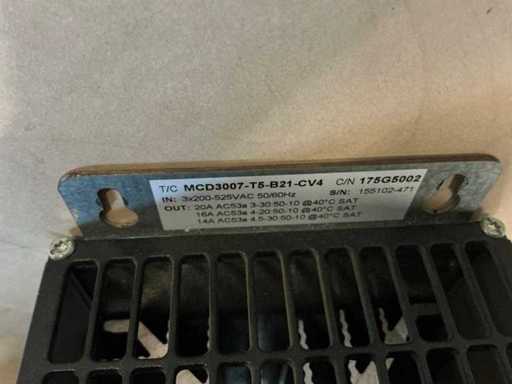 T/C MCD3007-T5-B21-CV4 C/N 175G5002
IN: 3x200-525VAC 50/60Hz S/N: 155102-471
OUT: 20A AC53a 3-30:50-10 @40°C SAT
16A AC53a 4-20:50-10 @40°C SAT
14A AC53a 4.5-30:50-10 @40°C SAT